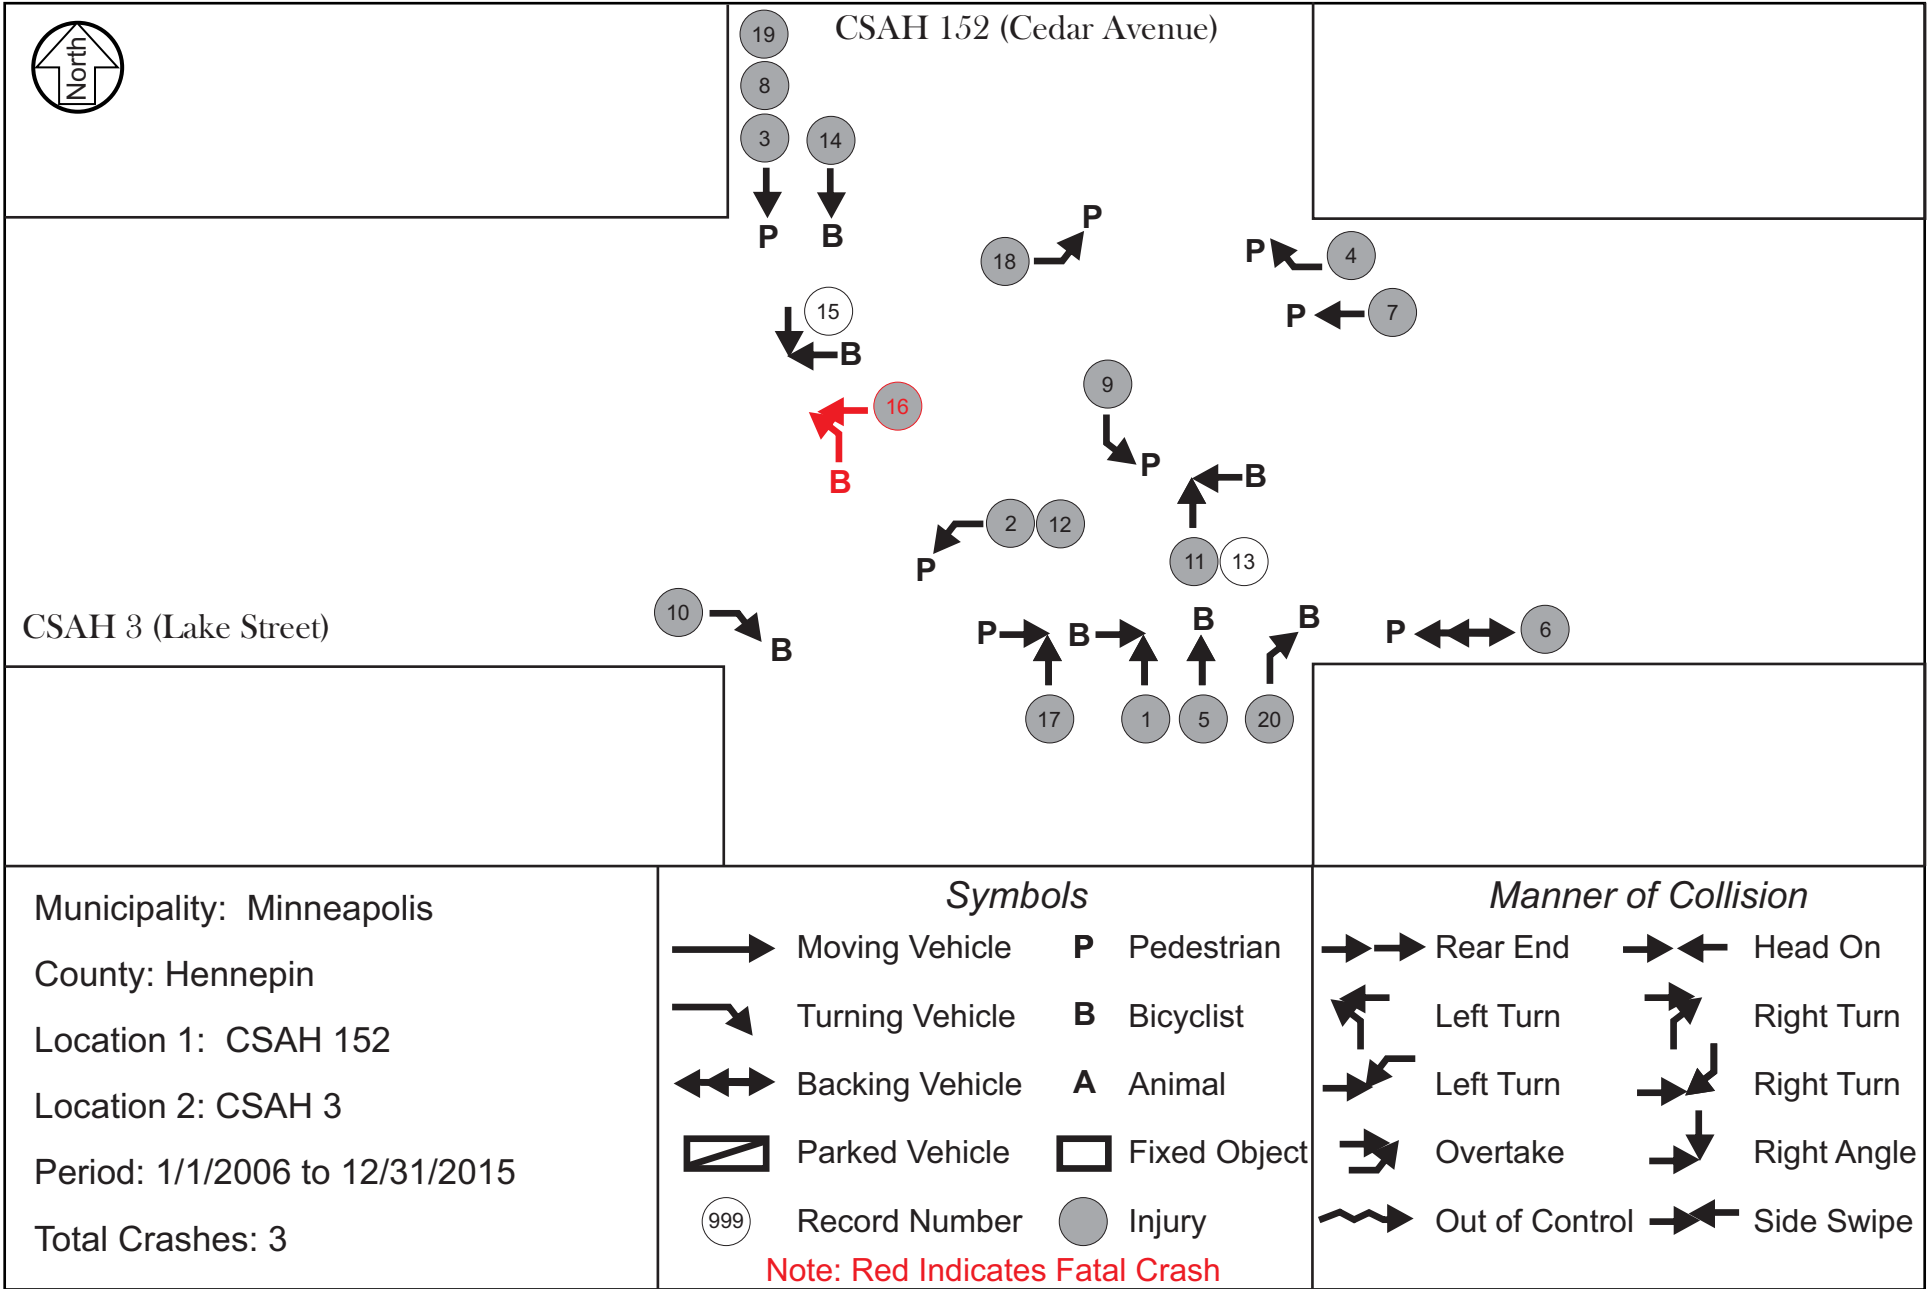 North
CSAH 152 (Cedar Avenue)
19
8
3
14
P
B
P
18
P
4
15
P
7
B
9
16
P
B
B
2
12
P
11
13
10
CSAH 3 (Lake Street)
B
P
B
B
B
P
6
17
1
5
20
Municipality: Minneapolis
County: Hennepin
Location 1: CSAH 152
Location 2: CSAH 3
Period: 1/1/2006 to 12/31/2015
Total Crashes: 3
Symbols
Moving Vehicle
P Pedestrian
Turning Vehicle
B Bicyclist
Backing Vehicle
A Animal
Parked Vehicle
Fixed Object
999 Record Number
Injury
Note: Red Indicates Fatal Crash
Manner of Collision
Rear End
Head On
Left Turn
Right Turn
Left Turn
Right Turn
Overtake
Right Angle
Out of Control
Side Swipe